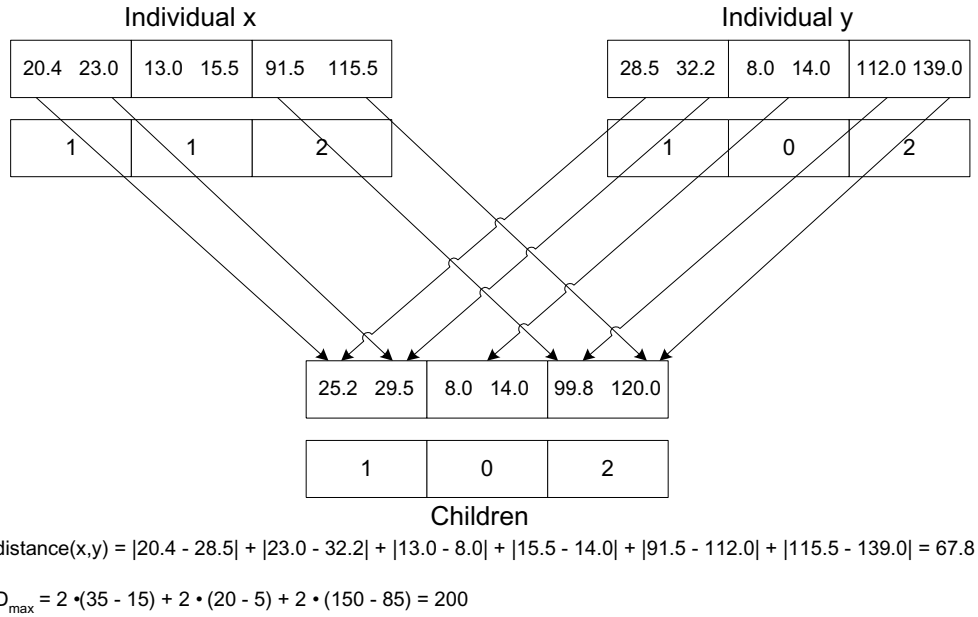 Individual x Individual y
20.4 23.0 13.0 15.5 91.5 115.5 28.5 32.2 8.0 14.0 112.0 139.0
1 1 2 1 0 2
25.2 29.5 8.0 14.0 99.8 120.0
1 0 2
Children
distance(x,y) = |20.4 - 28.5| + |23.0 - 32.2| + |13.0 - 8.0| + |15.5 - 14.0| + |91.5 - 112.0| + |115.5 - 139.0| = 67.8
D_max = 2 •(35 - 15) + 2 • (20 - 5) + 2 • (150 - 85) = 200